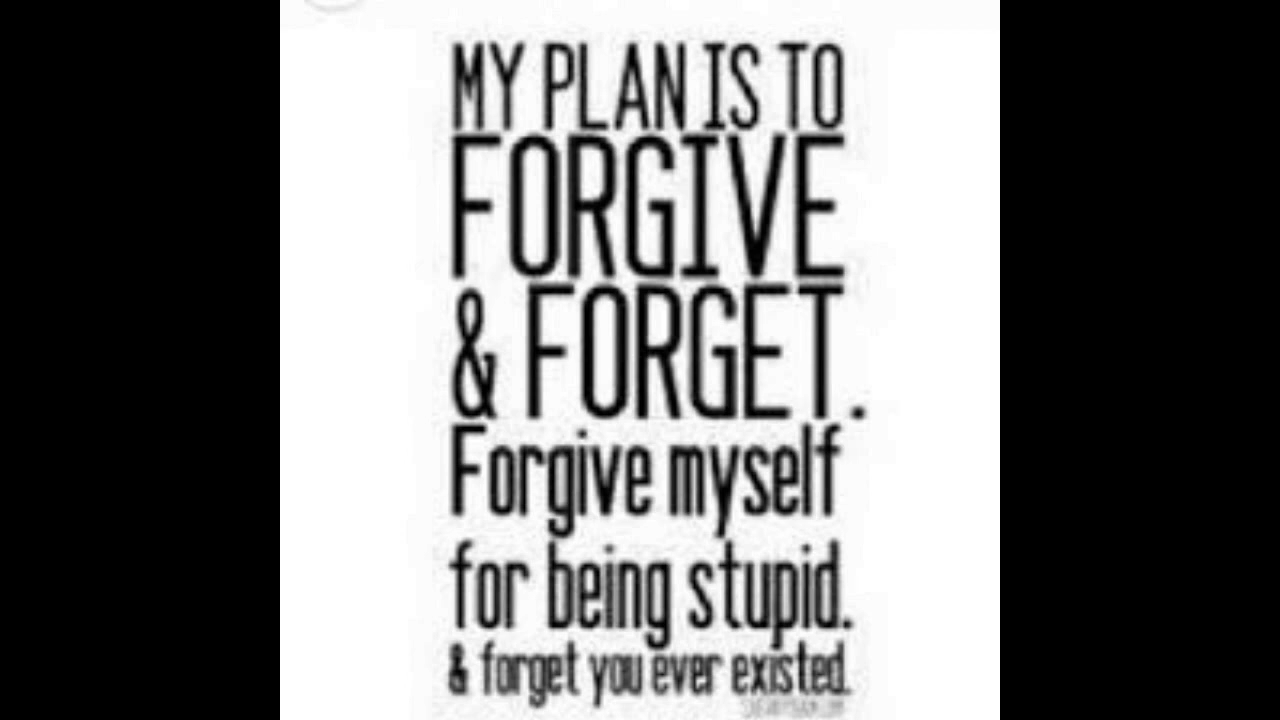 MY PLAN IS TO
FORGIVE
& FORGET.
Forgive myself
for being stupid.
& forget you ever existed.